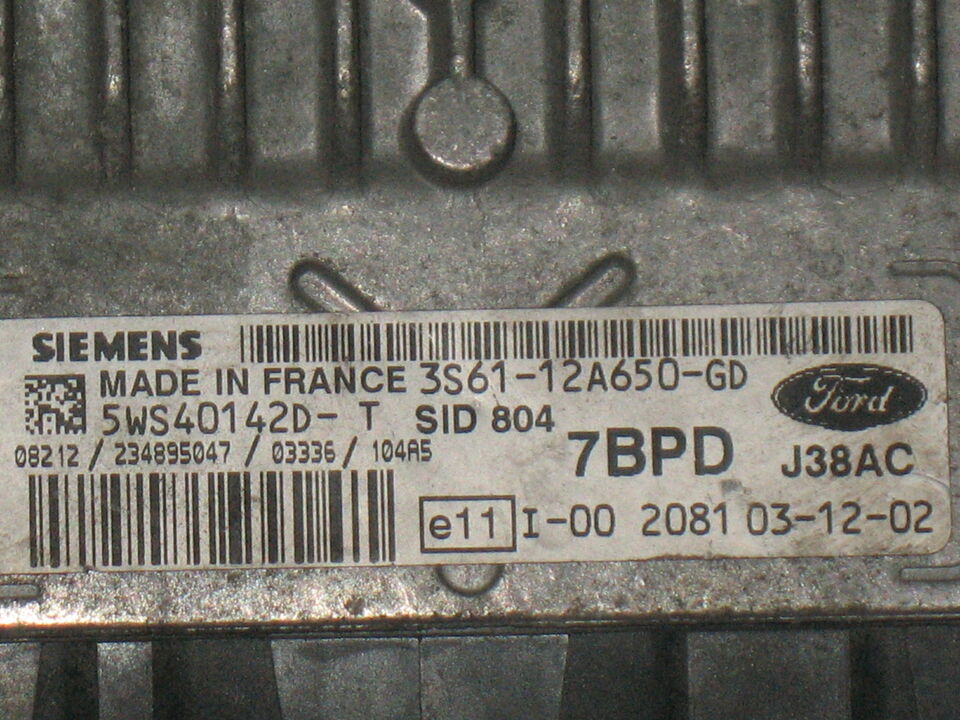 SIEMENS
MADE IN FRANCE 3S61-12A650-GD
Ford
5WS40142D- T SID 804
08212 / 234895047 / 03336 / 104A5
7BPD J38AC
e11 I-00 2081 03-12-02